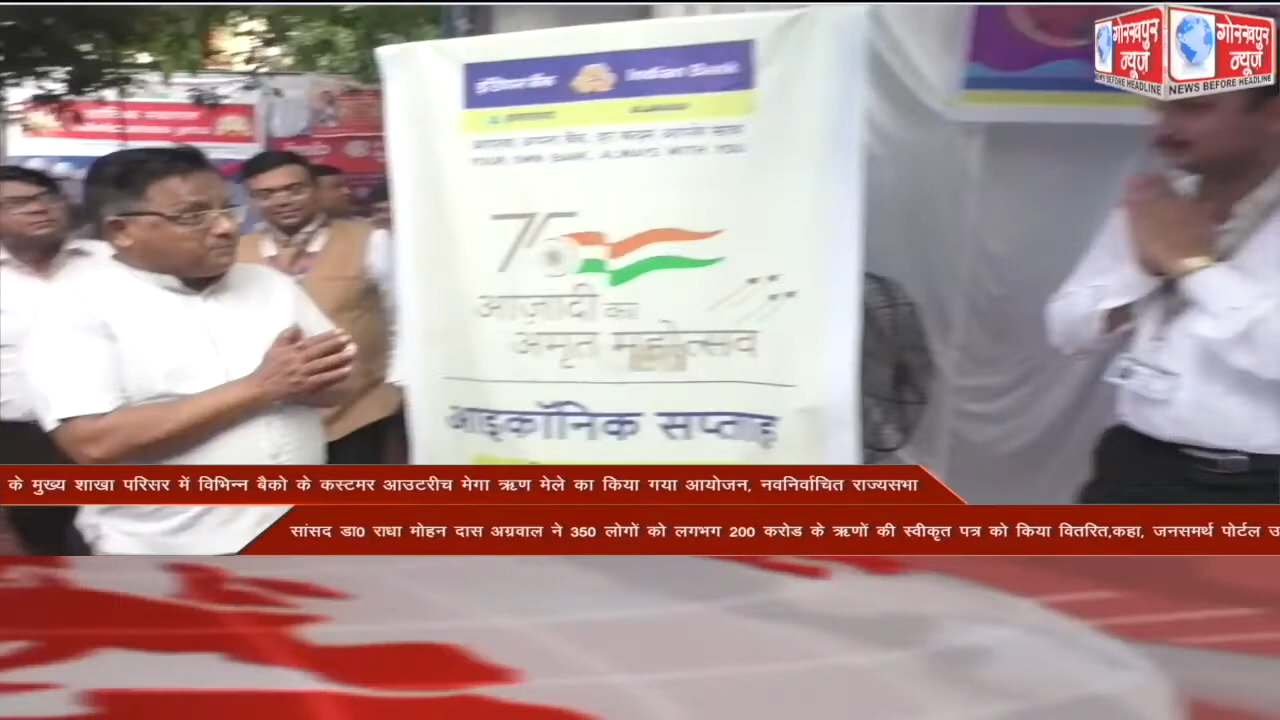 गोरखपुर
न्यूज
NEWS BEFORE HEADLINE
गोरखपुर
न्यूज
NEWS BEFORE HEADLINE
इंडियन बैंक Indian Bank
YOUR OWN BANK, ALWAYS WITH YOU
75
आज़ादी का
अमृत महोत्सव
आइकॉनिक सप्ताह
के मुख्य शाखा परिसर में विभिन्न बैको के कस्टमर आउटरीच मेगा ऋण मेले का किया गया आयोजन, नवनिर्वाचित राज्यसभा
सांसद डा0 राधा मोहन दास अग्रवाल ने 350 लोगों को लगभग 200 करोड के ऋणों की स्वीकृत पत्र को किया वितरित,कहा, जनसमर्थ पोर्टल उ